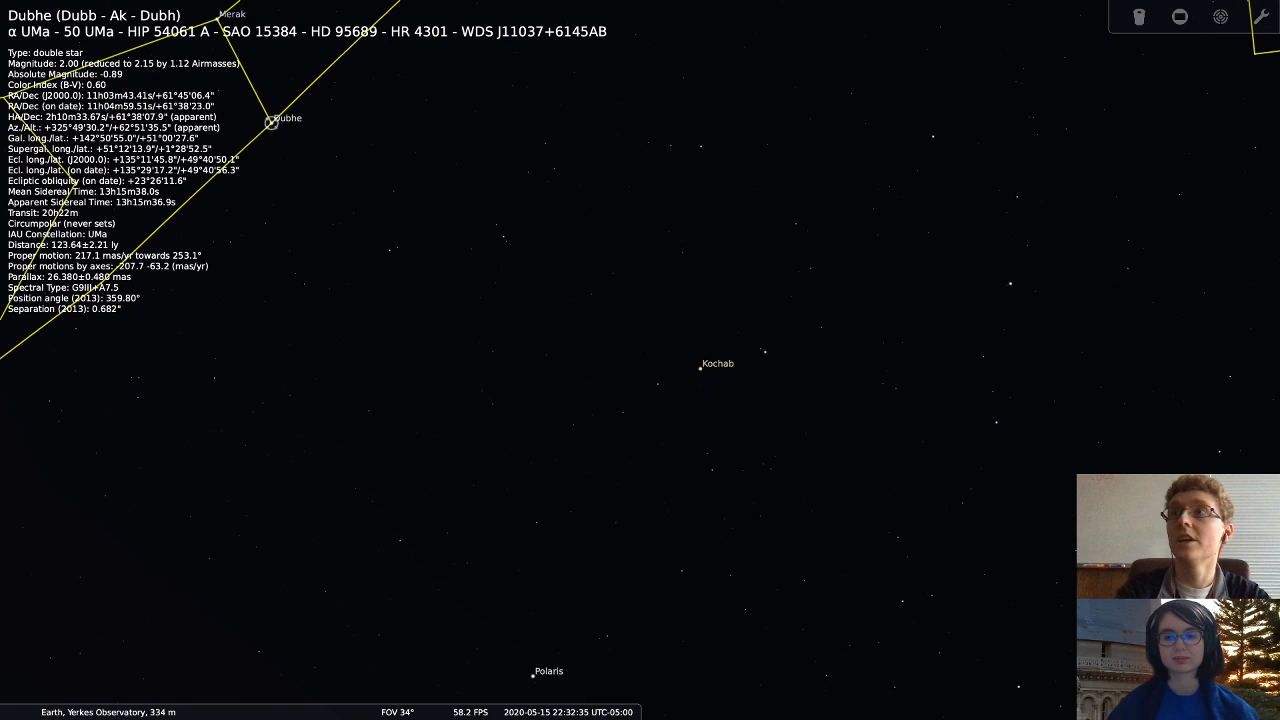 Dubhe (Dubb - Ak - Dubh)
Merak
α UMa - 50 UMa - HIP 54061 A - SAO 15384 - HD 95689 - HR 4301 - WDS J11037+6145AB
Type: double star
Magnitude: 2.00 (reduced to 2.15 by 1.12 Airmasses)
Absolute Magnitude: -0.89
Color Index (B-V): 0.60
RA/Dec (J2000.0): 11h03m43.41s/+61°45'06.4"
RA/Dec (on date): 11h04m59.51s/+61°38'23.0"
HA/Dec: 2h10m33.67s/+61°38'07.9" (apparent)
Az./Alt.: +325°49'30.2"/+62°51'35.5" (apparent)
Gal. long./lat.: +142°50'55.0"/+51°00'27.6"
Supergal. long./lat.: +51°12'13.9"/+1°28'52.5"
Ecl. long./lat. (J2000.0): +135°11'45.8"/+49°40'50.1"
Ecl. long./lat. (on date): +135°29'17.2"/+49°40'56.3"
Ecliptic obliquity (on date): +23°26'11.6"
Mean Sidereal Time: 13h15m38.0s
Apparent Sidereal Time: 13h15m36.9s
Transit: 20h22m
Circumpolar (never sets)
IAU Constellation: UMa
Distance: 123.64±2.21 ly
Proper motion: 217.1 mas/yr towards 253.1°
Proper motions by axes: -207.7 -63.2 (mas/yr)
Parallax: 26.380±0.480 mas
Spectral Type: G9III+A7.5
Position angle (2013): 359.80°
Separation (2013): 0.682"
Dubhe
Kochab
Polaris
Earth, Yerkes Observatory, 334 m
FOV 34°
58.2 FPS
2020-05-15 22:32:35 UTC-05:00